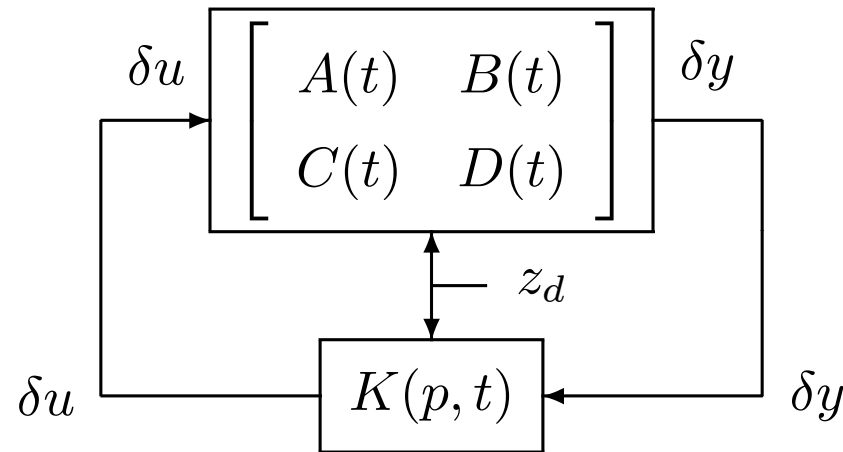 δu
A(t) B(t)
δy
C(t) D(t)
z_d
δu
K(p, t)
δy